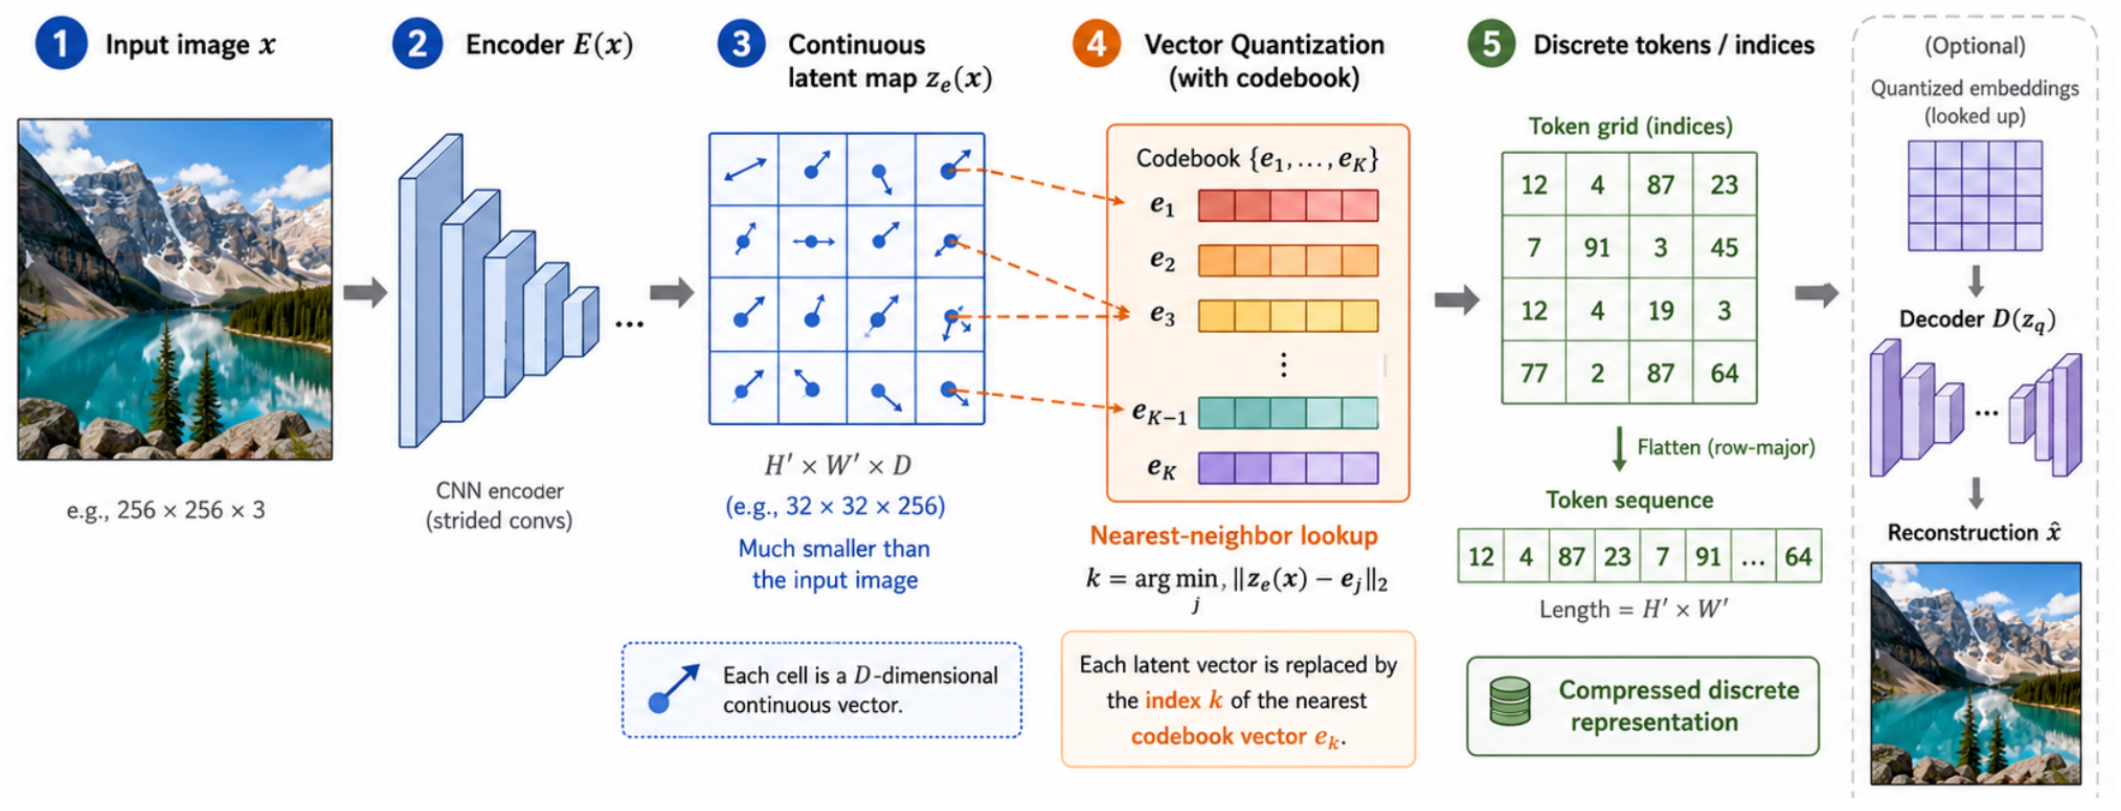 1 Input image x
e.g., 256 × 256 × 3
2 Encoder E(x)
...
CNN encoder
(strided convs)
3 Continuous
latent map z_e(x)
H′ × W′ × D
(e.g., 32 × 32 × 256)
Much smaller than
the input image
Each cell is a D-dimensional
continuous vector.
4 Vector Quantization
(with codebook)
Codebook {e_1, ..., e_K}
e_1
e_2
e_3
⋮
e_{K−1}
e_K
Nearest-neighbor lookup
k = arg min, ‖z_e(x) − e_j‖_2
j
Each latent vector is replaced by
the index k of the nearest
codebook vector e_k.
5 Discrete tokens / indices
Token grid (indices)
12 4 87 23
7 91 3 45
12 4 19 3
77 2 87 64
Flatten (row-major)
Token sequence
12 4 87 23 7 91 ... 64
Length = H′ × W′
Compressed discrete
representation
(Optional)
Quantized embeddings
(looked up)
Decoder D(z_q)
...
Reconstruction x̂